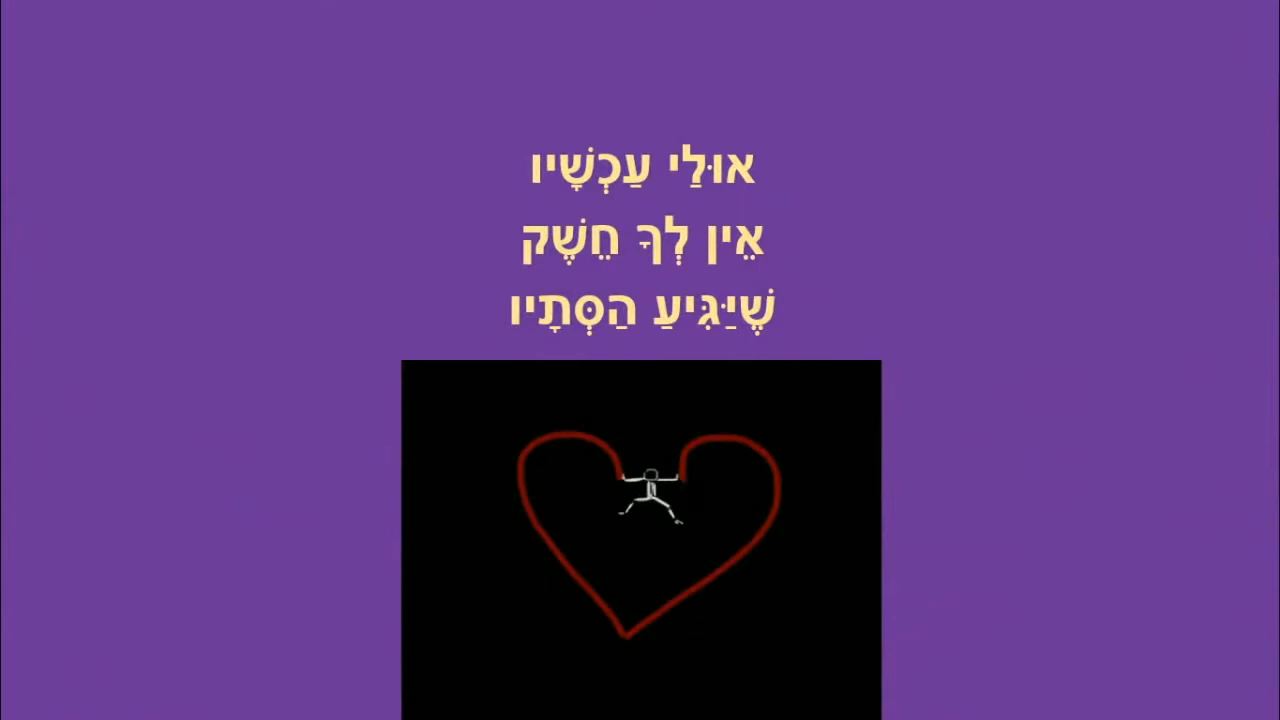 אוּלַי עַכְשָׁיו
אֵין לְךָ חֵשֶׁק
שֶׁיַּגִּיעַ הַסְּתָיו